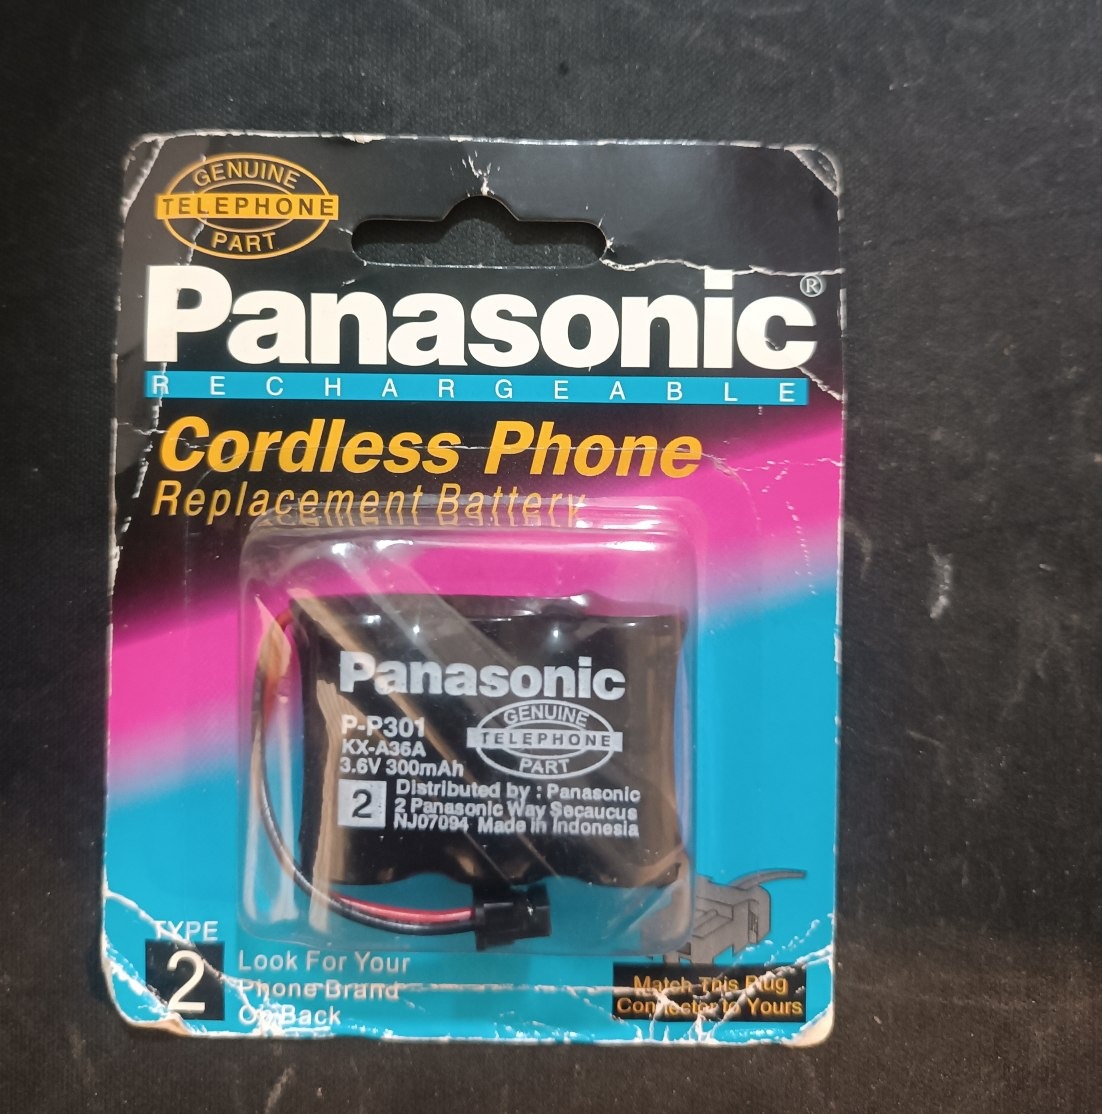 GENUINE
TELEPHONE
PART
Panasonic®
RECHARGEABLE
Cordless Phone
Replacement Battery
Panasonic
P-P301
KX-A36A
3.6V 300mAh
GENUINE
TELEPHONE
PART
2
Distributed by : Panasonic
2 Panasonic Way Secaucus
NJ07094 Made in Indonesia
TYPE
2
Look For Your
Phone Brand
On Back
Match This Plug
Connector to Yours